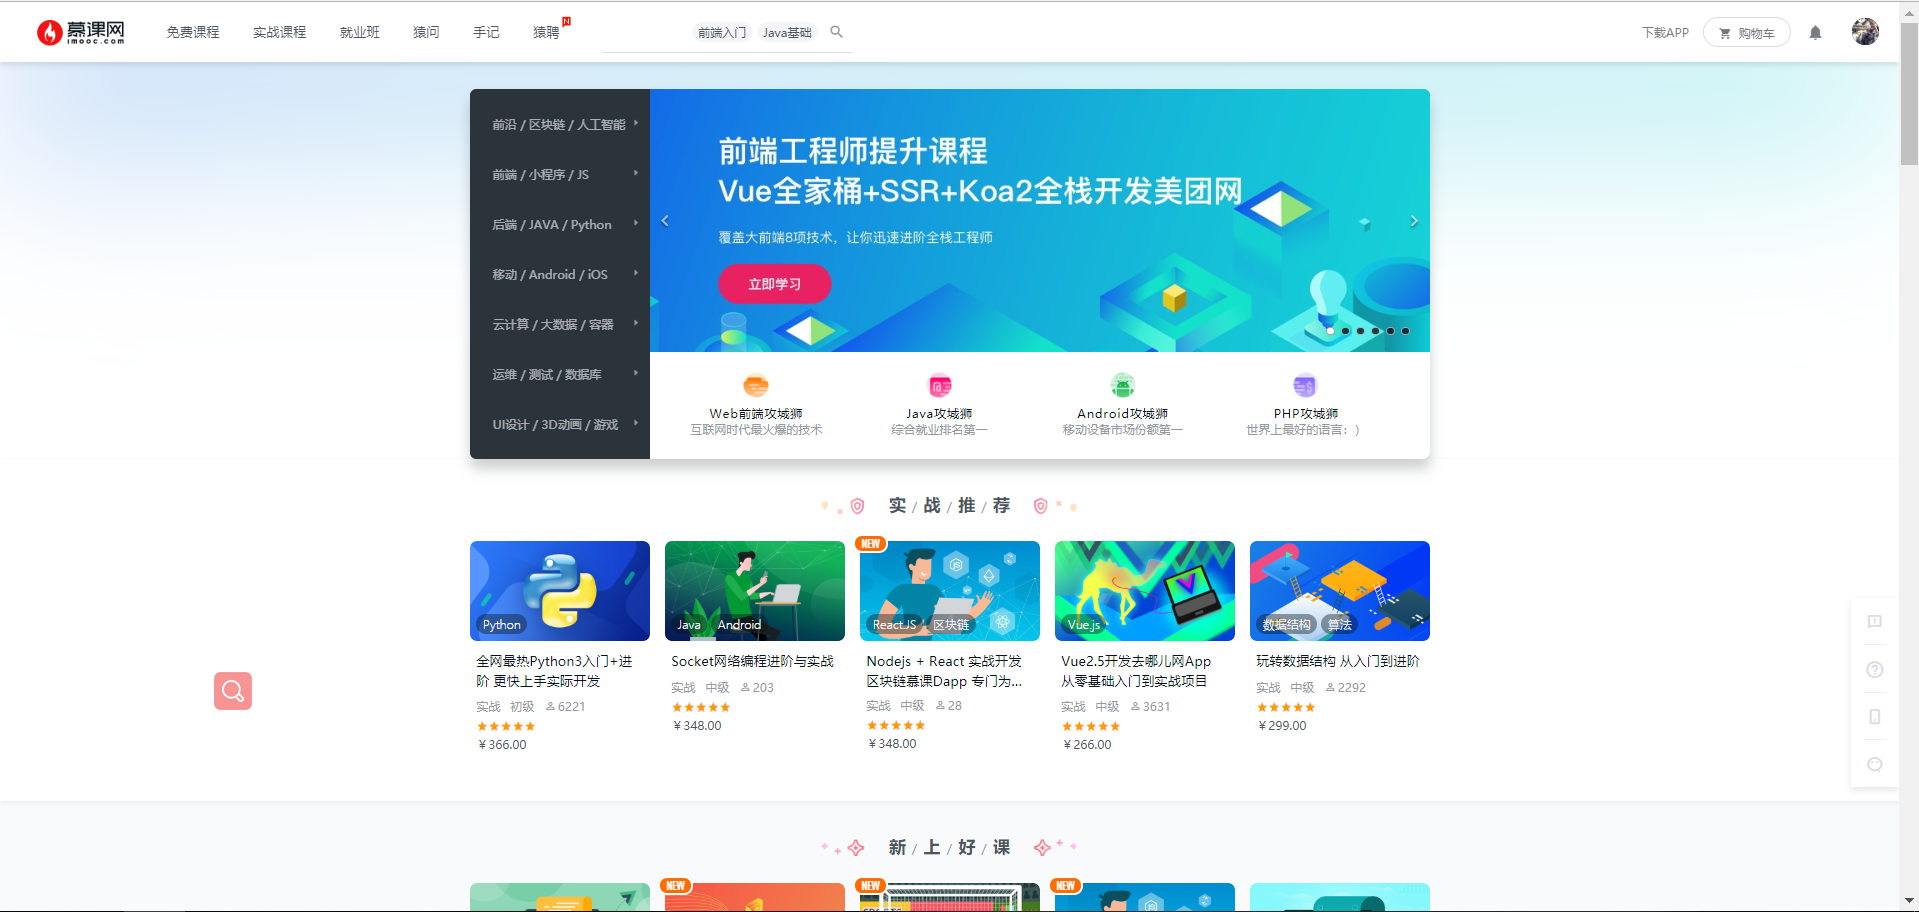 慕课网
imooc.com
免费课程 实战课程 就业班 猿问 手记 猿聘 N
前端入门 Java基础
下载APP 购物车
前沿 / 区块链 / 人工智能
前端 / 小程序 / JS
后端 / JAVA / Python
移动 / Android / iOS
云计算 / 大数据 / 容器
运维 / 测试 / 数据库
UI设计 / 3D动画 / 游戏
前端工程师提升课程
Vue全家桶+SSR+Koa2全栈开发美团网
覆盖大前端8项技术，让你迅速进阶全栈工程师
立即学习
Web前端攻城狮
互联网时代最火爆的技术
Java攻城狮
综合就业排名第一
Android攻城狮
移动设备市场份额第一
PHP攻城狮
世界上最好的语言：)
实 / 战 / 推 / 荐
Python
全网最热Python3入门+进
阶 更快上手实际开发
实战 初级 6221
￥366.00
Java Android
Socket网络编程进阶与实战
实战 中级 203
￥348.00
NEW
React.JS 区块链
Nodejs + React 实战开发
区块链慕课Dapp 专门为...
实战 中级 28
￥348.00
Vue.js
Vue2.5开发去哪儿网App
从零基础入门到实战项目
实战 中级 3631
￥266.00
数据结构 算法
玩转数据结构 从入门到进阶
实战 中级 2292
￥299.00
新 / 上 / 好 / 课
NEW
NEW
NEW